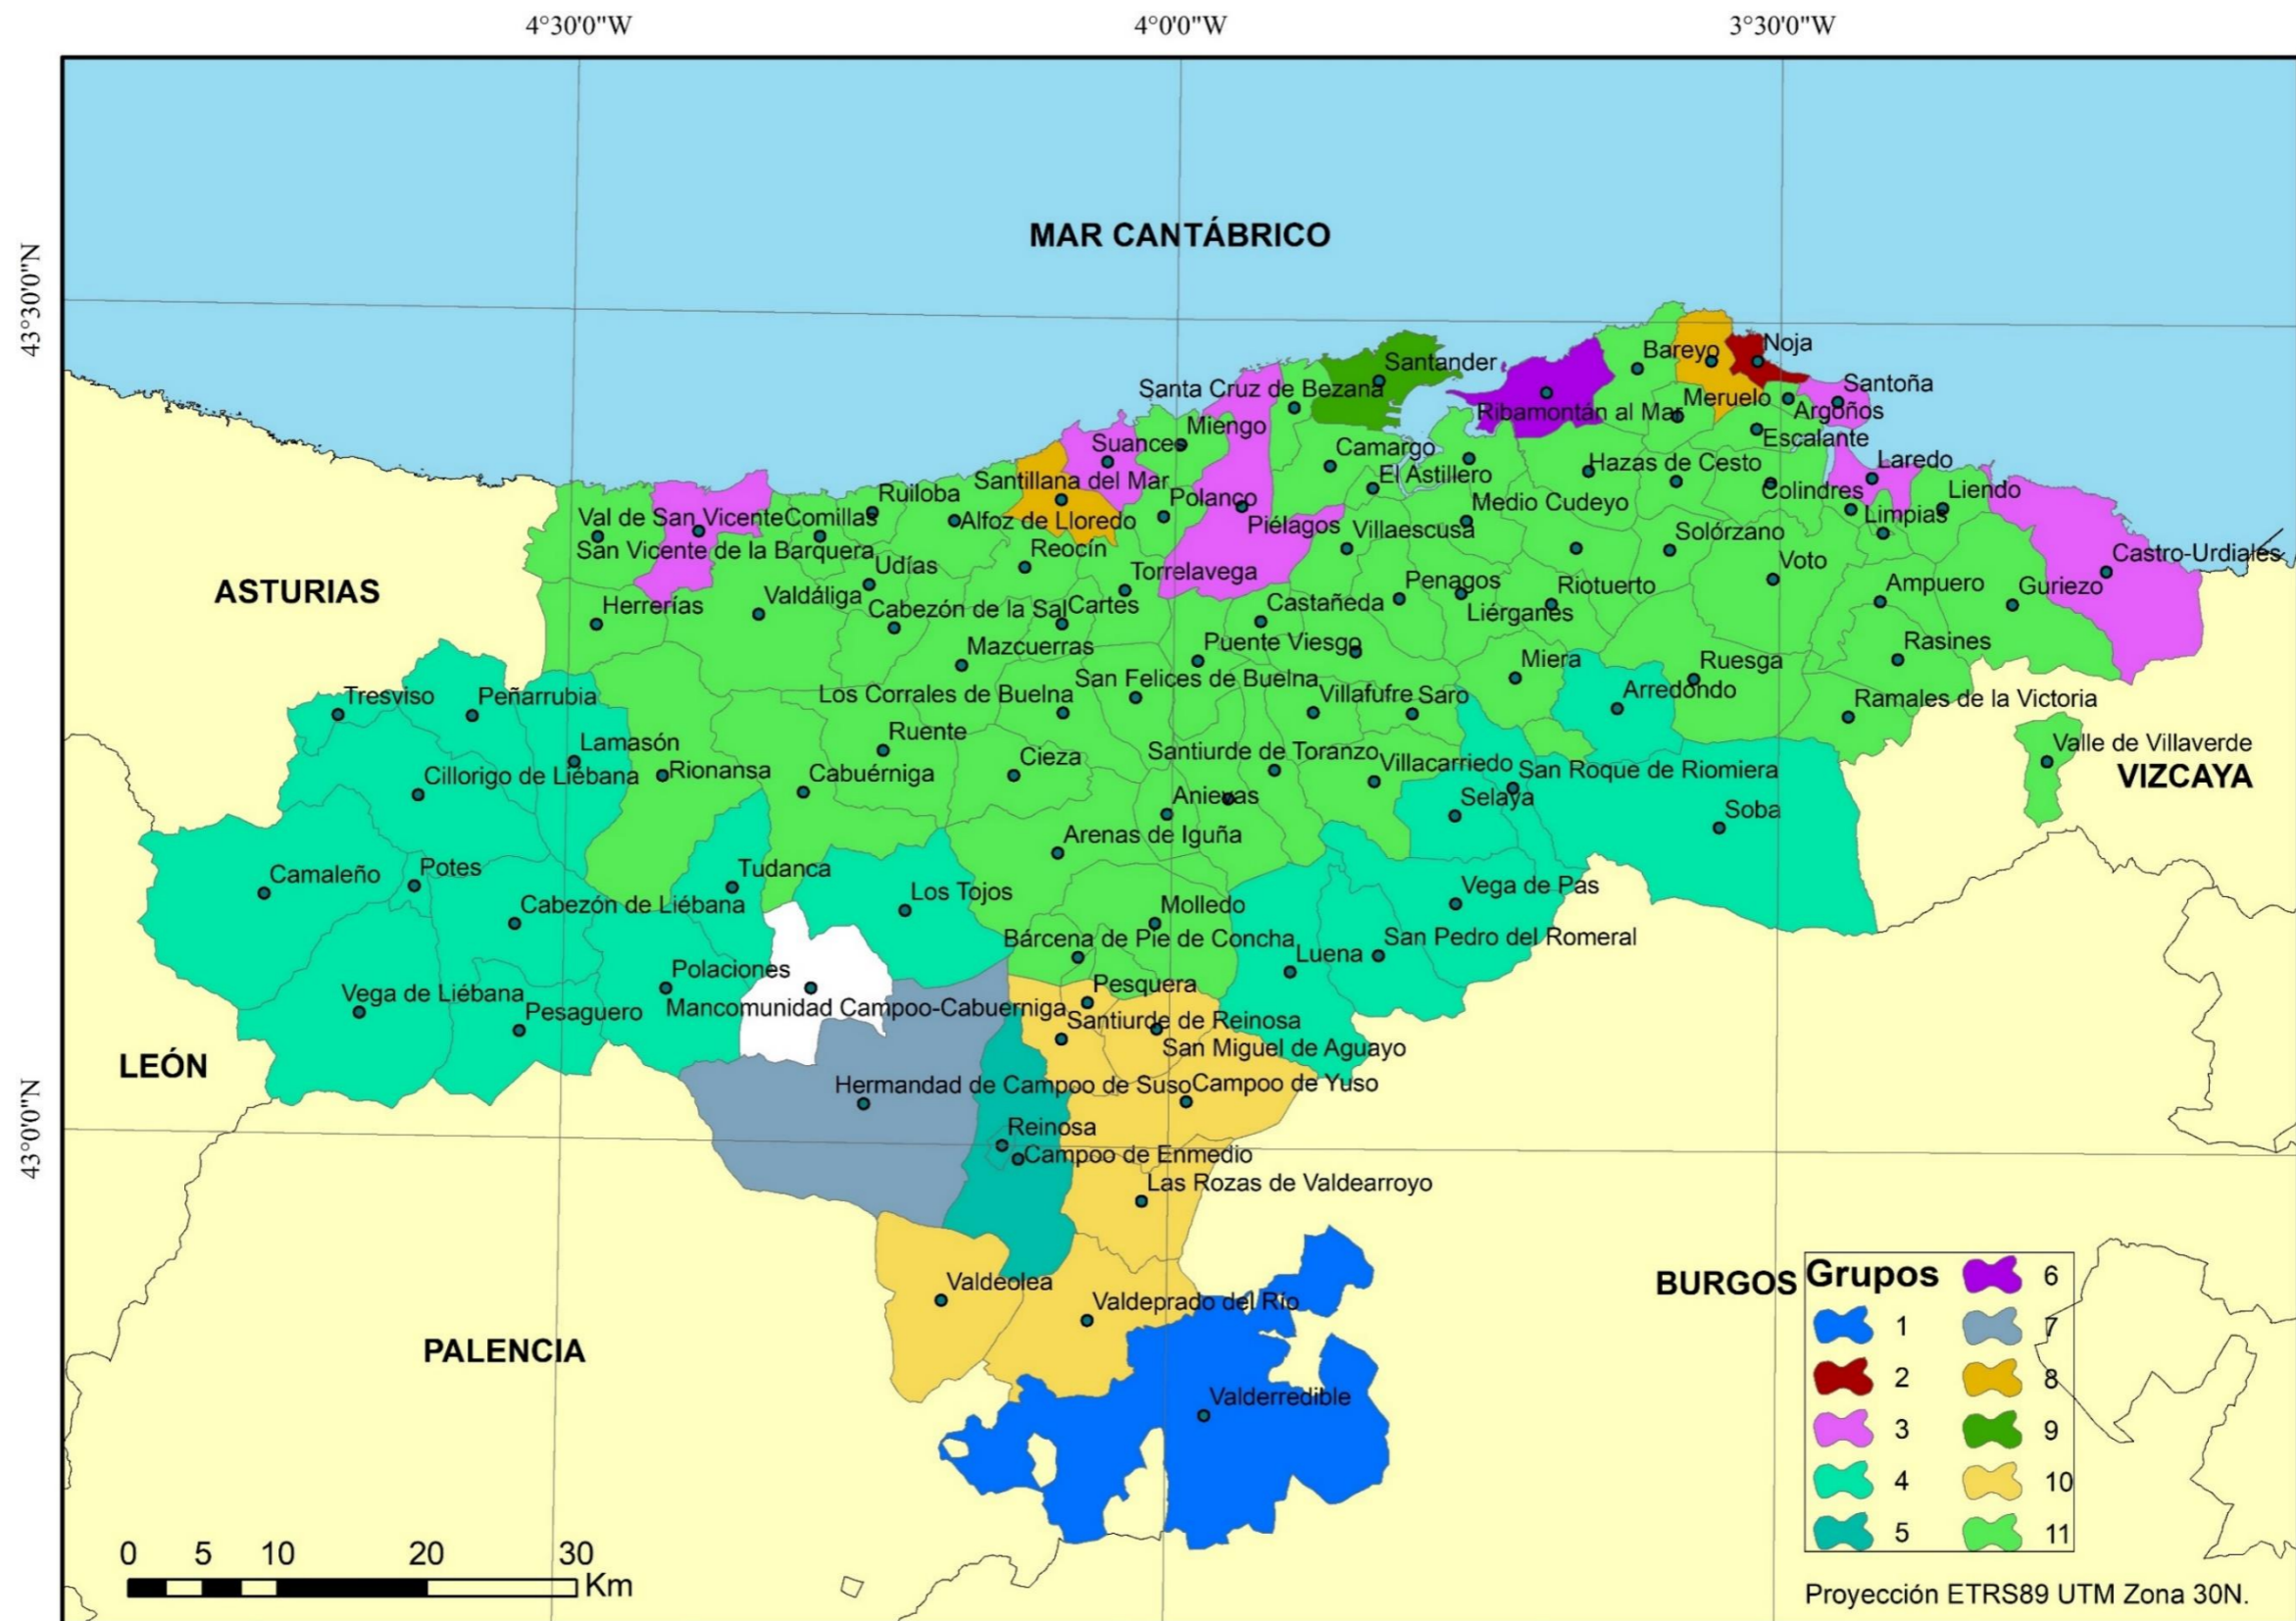 4°30'0"W
4°0'0"W
3°30'0"W
43°30'0"N
43°0'0"N
MAR CANTÁBRICO
Noja
Bareyo
Santander
Santoña
Santa Cruz de Bezana
Meruelo
Ribamontán al Mar
Argoños
Miengo
Escalante
Suances
Camargo
Laredo
Hazas de Cesto
El Astillero
Santillana del Mar
Colindres
Liendo
Ruiloba
Polanco
Medio Cudeyo
Limpias
Val de San Vicente
Comillas
Alfoz de Lloredo
Piélagos
Villaescusa
Solórzano
San Vicente de la Barquera
Reocín
Castro-Urdiales
Voto
Udías
Torrelavega
Penagos
Riotuerto
Ampuero
Guriezo
ASTURIAS
Valdáliga
Herrerías
Cabezón de la Sal
Cartes
Castañeda
Liérganes
Mazcuerras
Puente Viesgo
Rasines
Miera
Ruesga
San Felices de Buelna
Arredondo
Tresviso
Peñarrubia
Los Corrales de Buelna
Villafufre
Saro
Ramales de la Victoria
Ruente
Lamasón
Cieza
Santiurde de Toranzo
Valle de Villaverde
Villacarriedo
San Roque de Riomiera
VIZCAYA
Cillorigo de Liébana
Rionansa
Cabuérniga
Anievas
Selaya
Soba
Arenas de Iguña
Camaleño
Potes
Tudanca
Los Tojos
Vega de Pas
Cabezón de Liébana
Molledo
Bárcena de Pie de Concha
San Pedro del Romeral
Luena
Polaciones
Pesquera
Vega de Liébana
Mancomunidad Campoo-Cabuerniga
Pesaguero
Santiurde de Reinosa
San Miguel de Aguayo
LEÓN
Hermandad de Campoo de Suso
Campoo de Yuso
Reinosa
Campoo de Enmedio
Las Rozas de Valdearroyo
Valdeolea
Valdeprado del Río
BURGOS
PALENCIA
Valderredible
Grupos
1
2
3
4
5
6
7
8
9
10
11
0 5 10 20 30
Km
Proyección ETRS89 UTM Zona 30N.